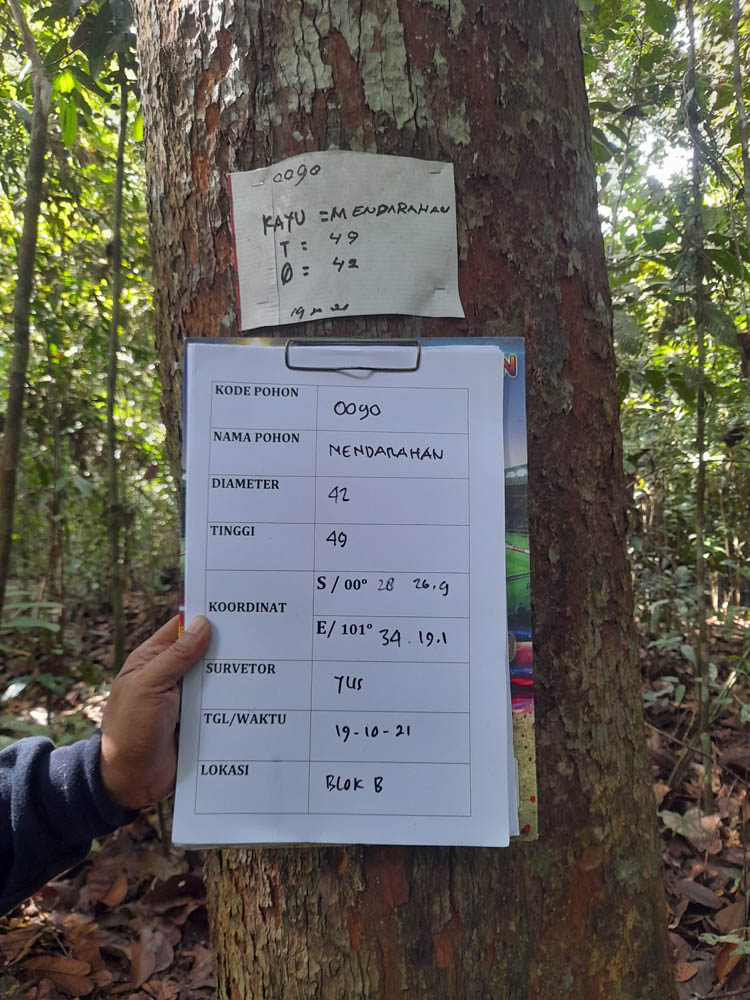 0090
KAYU = MENDARAHAN
T = 49
Ø = 42
19 10 21
N
KODE POHON 0090
NAMA POHON MENDARAHAN
DIAMETER 42
TINGGI 49
KOORDINAT
S / 00° 28 26,9
E/ 101° 34.19.1
SURVETOR YUS
TGL/WAKTU 19-10-21
LOKASI BLOK B